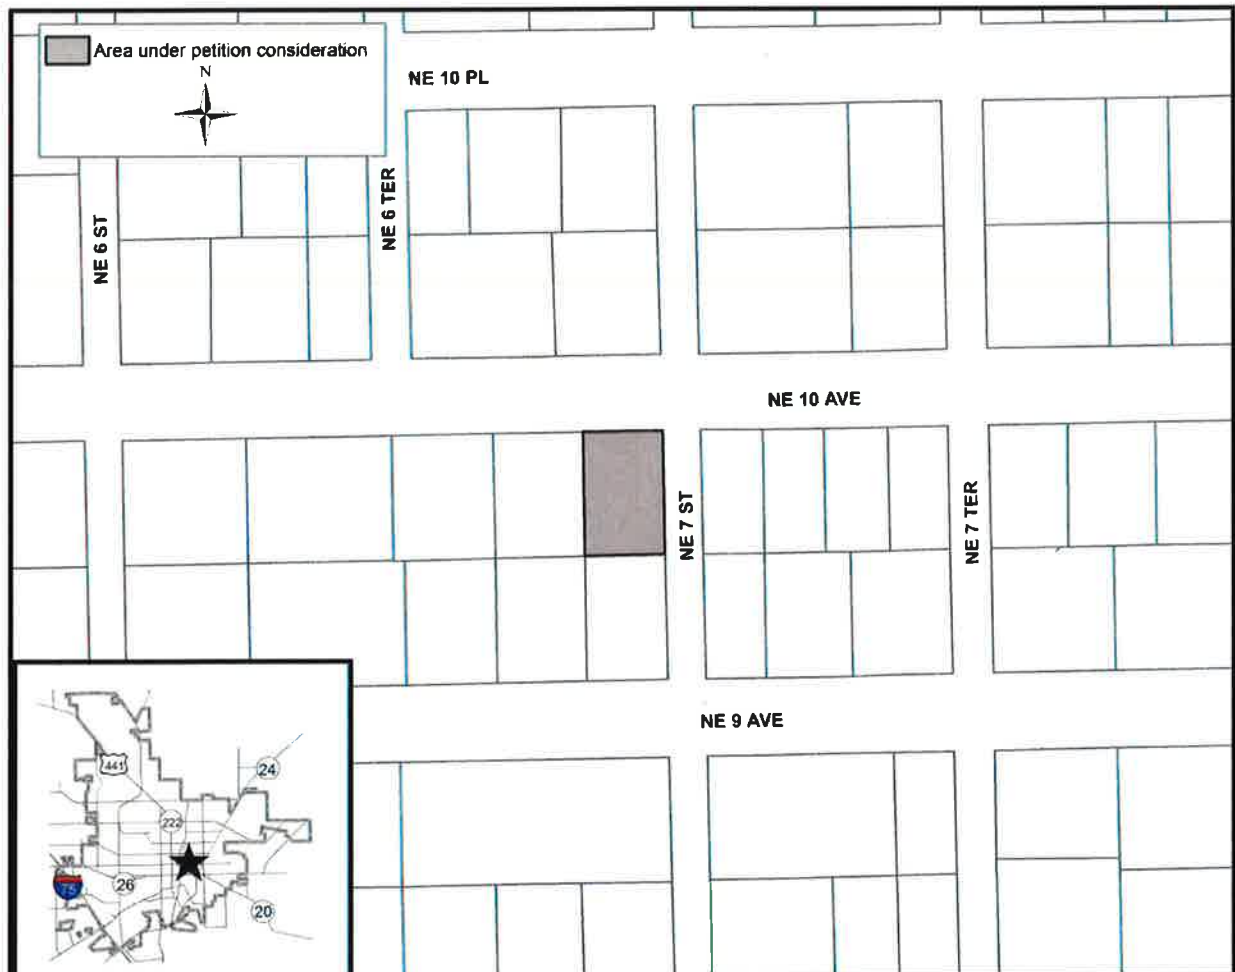 Area under petition consideration
N
NE 10 PL
NE 6 ST
NE 6 TER
NE 10 AVE
NE 7 ST
NE 7 TER
NE 9 AVE
441
24
222
26
75
20